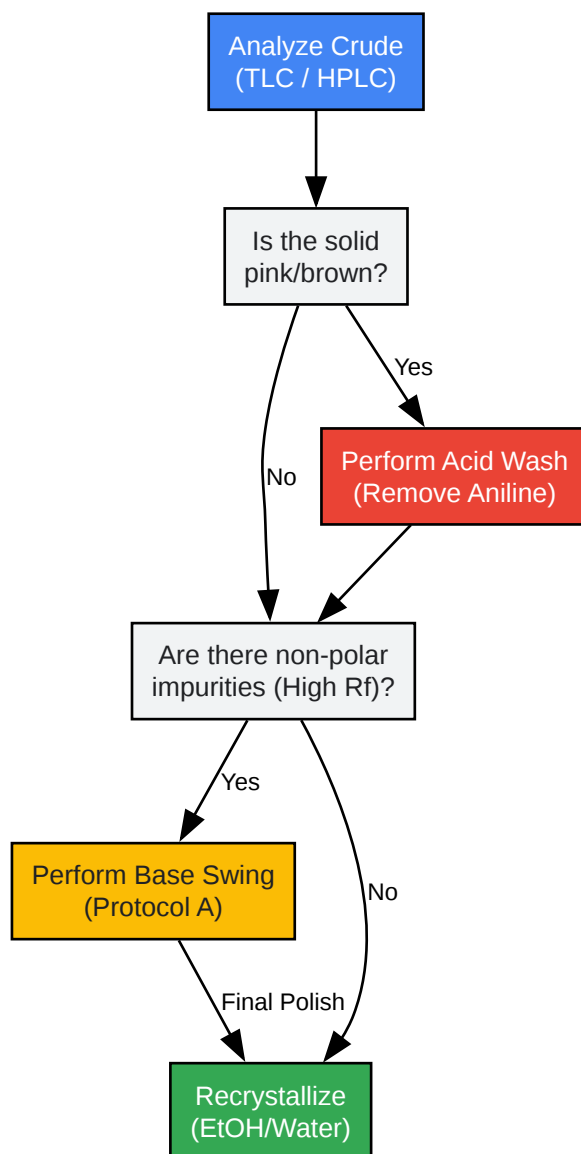 Analyze Crude
(TLC / HPLC)
Is the solid
pink/brown?
Yes
Perform Acid Wash
(Remove Aniline)
No
Are there non-polar
impurities (High Rf)?
Yes
Perform Base Swing
(Protocol A)
No
Final Polish
Recrystallize
(EtOH/Water)